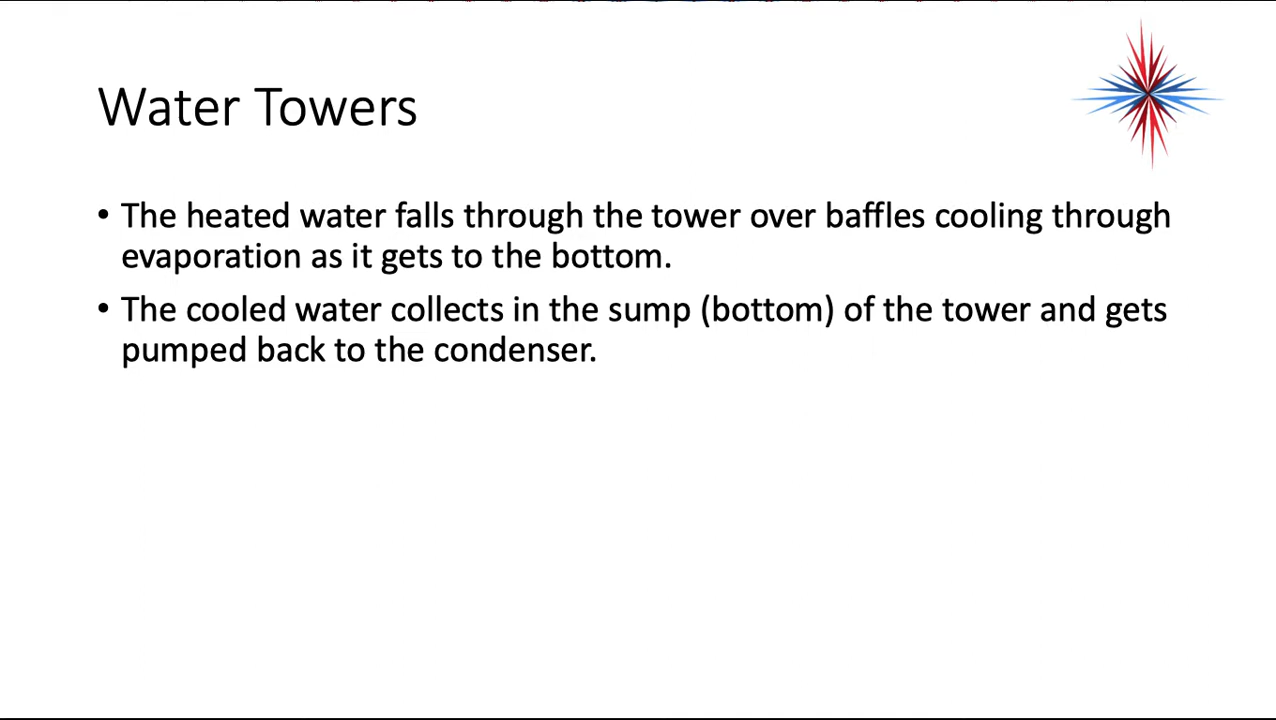 Water Towers
• The heated water falls through the tower over baffles cooling through
evaporation as it gets to the bottom.
• The cooled water collects in the sump (bottom) of the tower and gets
pumped back to the condenser.